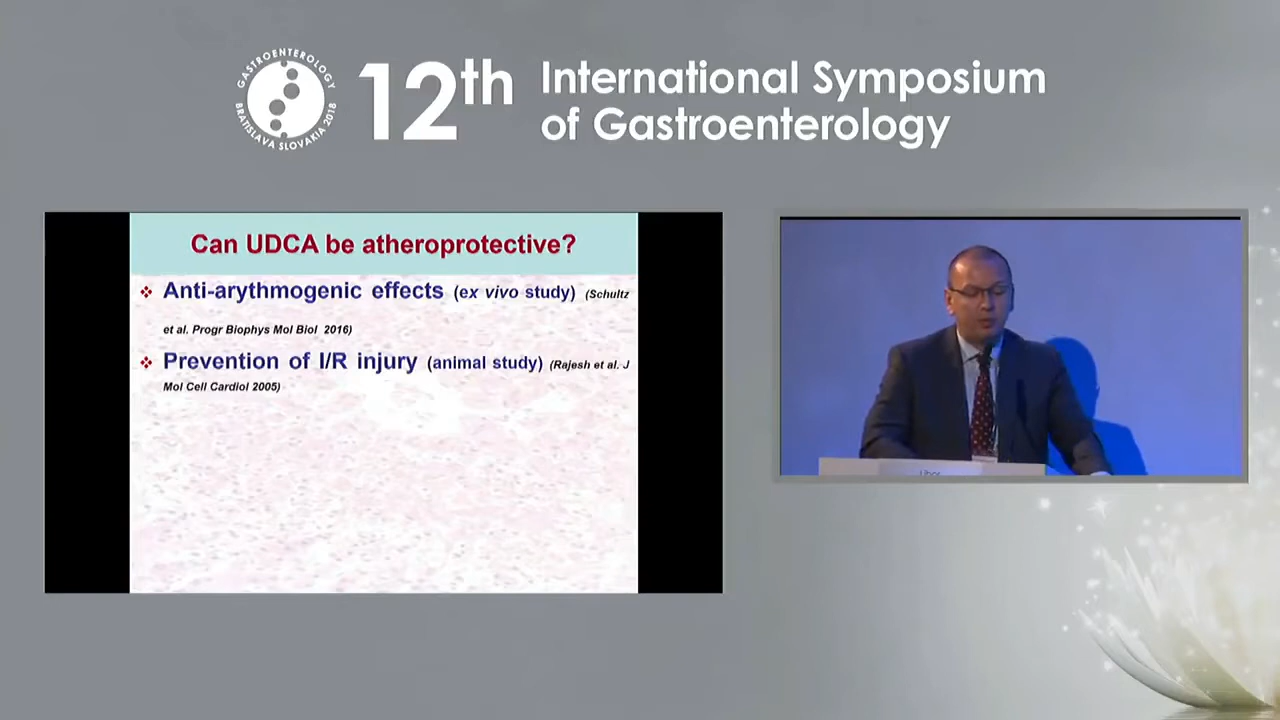 GASTROENTEROLOGY
BRATISLAVA SLOVAKIA 2018
12th
International Symposium
of Gastroenterology
Can UDCA be atheroprotective?
❖ Anti-arythmogenic effects (ex vivo study) (Schultz
et al. Progr Biophys Mol Biol 2016)
❖ Prevention of I/R injury (animal study) (Rajesh et al. J
Mol Cell Cardiol 2005)